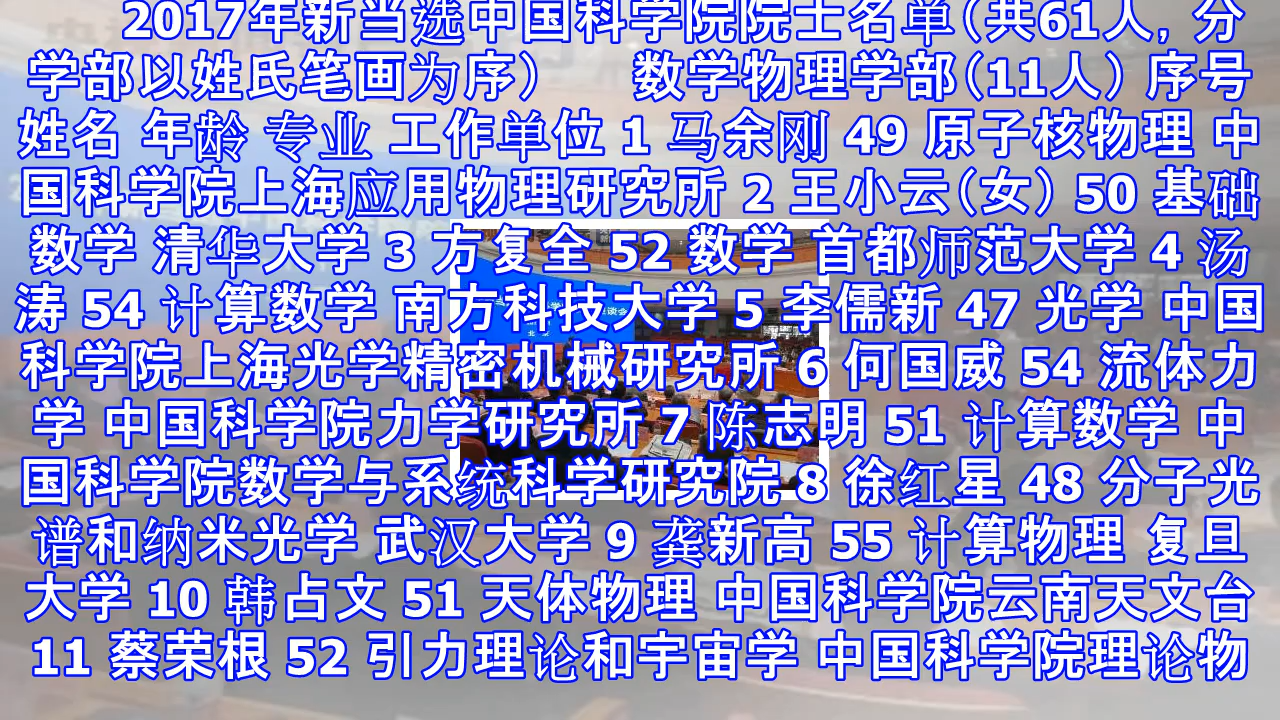 2017年新当选中国科学院院士名单（共61人，分
学部以姓氏笔画为序） 数学物理学部（11人） 序号
姓名 年龄 专业 工作单位 1 马余刚 49 原子核物理 中
国科学院上海应用物理研究所 2 王小云（女） 50 基础
数学 清华大学 3 方复全 52 数学 首都师范大学 4 汤
涛 54 计算数学 南方科技大学 5 李儒新 47 光学 中国
科学院上海光学精密机械研究所 6 何国威 54 流体力
学 中国科学院力学研究所 7 陈志明 51 计算数学 中
国科学院数学与系统科学研究院 8 徐红星 48 分子光
谱和纳米光学 武汉大学 9 龚新高 55 计算物理 复旦
大学 10 韩占文 51 天体物理 中国科学院云南天文台
11 蔡荣根 52 引力理论和宇宙学 中国科学院理论物